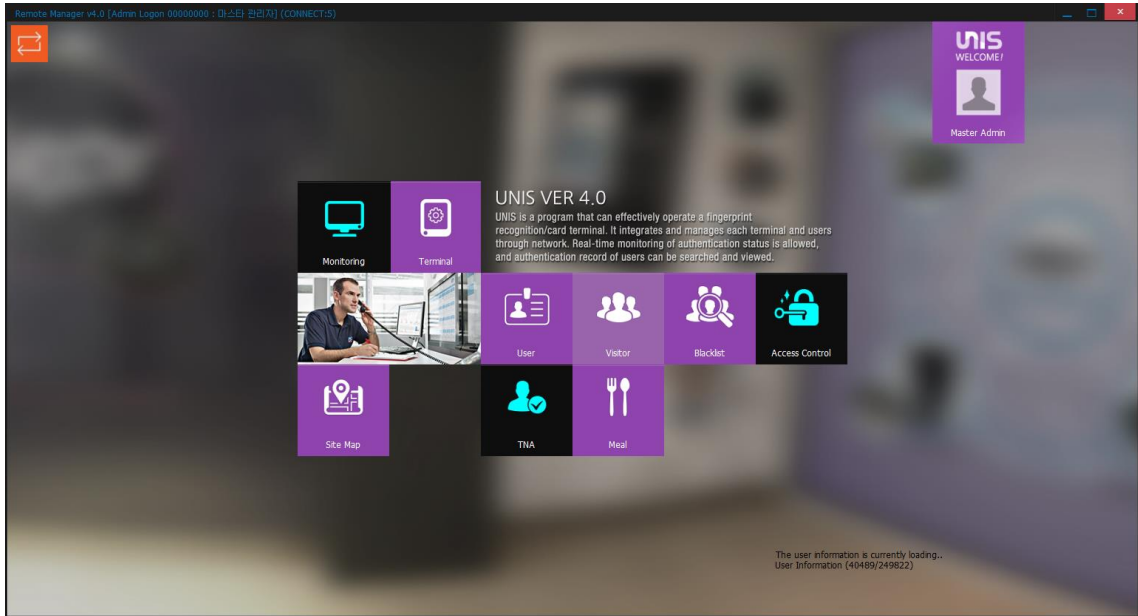 Remote Manager v4.0 [Admin Logon 00000000 : 마스타 관리자] (CONNECT:5)
UNIS
WELCOME!
Master Admin
UNIS VER 4.0
UNIS is a program that can effectively operate a fingerprint
recognition/card terminal. It integrates and manages each terminal and users
through network. Real-time monitoring of authentication status is allowed,
and authentication record of users can be searched and viewed.
Monitoring
Terminal
User
Visitor
Blacklist
Access Control
Site Map
TNA
Meal
The user information is currently loading..
User Information (40489/249822)